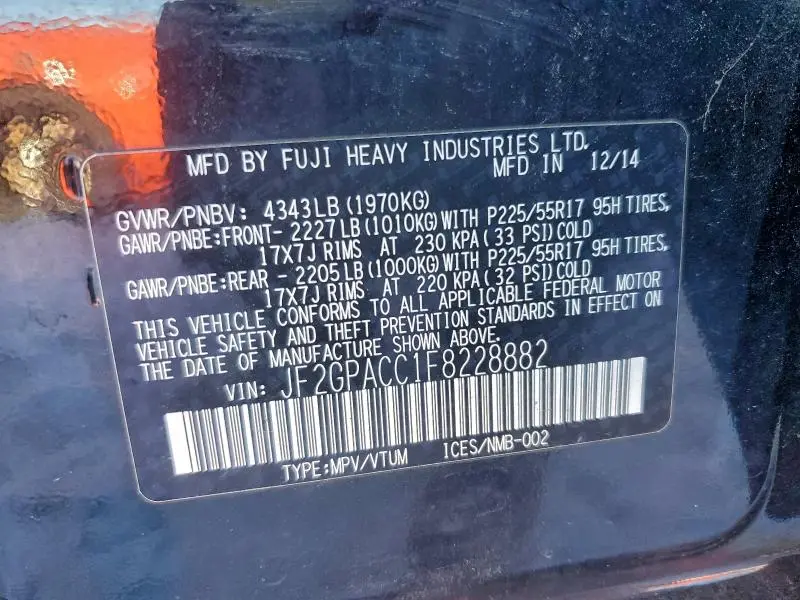 MFD BY FUJI HEAVY INDUSTRIES LTD.
MFD IN 12/14
GVWR/PNBV: 4343LB (1970KG)
GAWR/PNBE:FRONT- 2227LB(1010KG)WITH P225/55R17 95H TIRES,
17X7J RIMS AT 230 KPA(33 PSI)COLD
GAWR/PNBE:REAR - 2205LB(1000KG)WITH P225/55R17 95H TIRES,
17X7J RIMS AT 220 KPA(32 PSI)COLD
THIS VEHICLE CONFORMS TO ALL APPLICABLE FEDERAL MOTOR
VEHICLE SAFETY AND THEFT PREVENTION STANDARDS IN EFFECT ON
THE DATE OF MANUFACTURE SHOWN ABOVE.
VIN: JF2GPACC1F8228882
TYPE:MPV/VTUM ICES/NMB-002